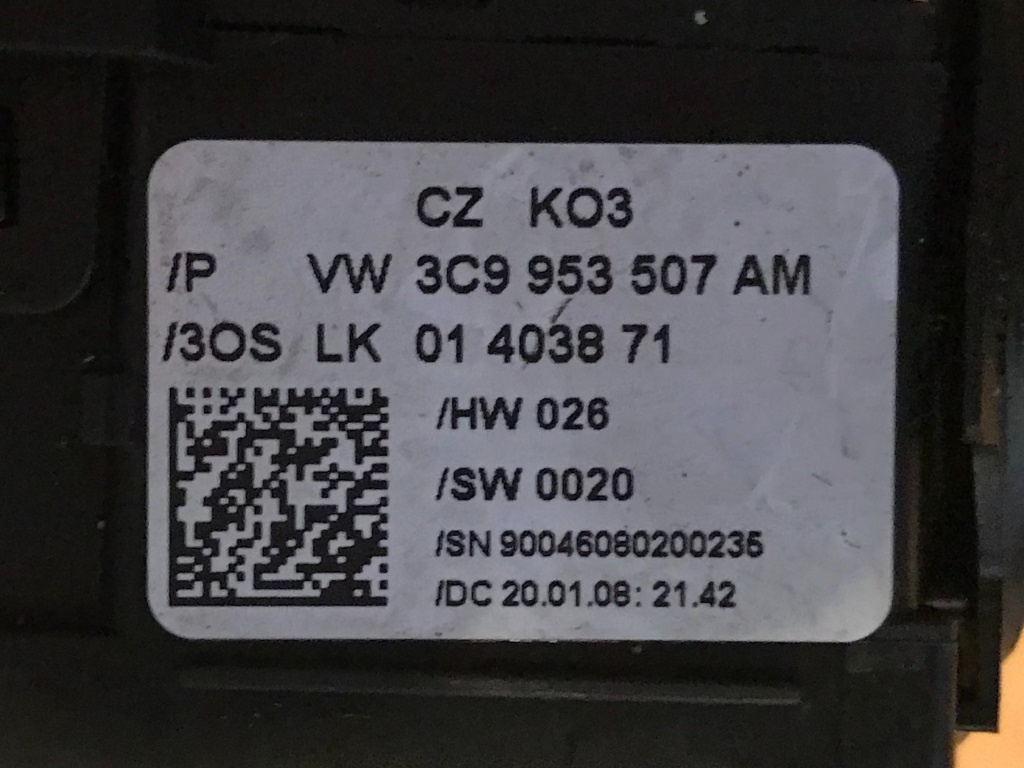 CZ KO3
/P VW 3C9 953 507 AM
/3OS LK 01 4038 71
/HW 026
/SW 0020
/SN 90046080200235
/DC 20.01.08: 21.42